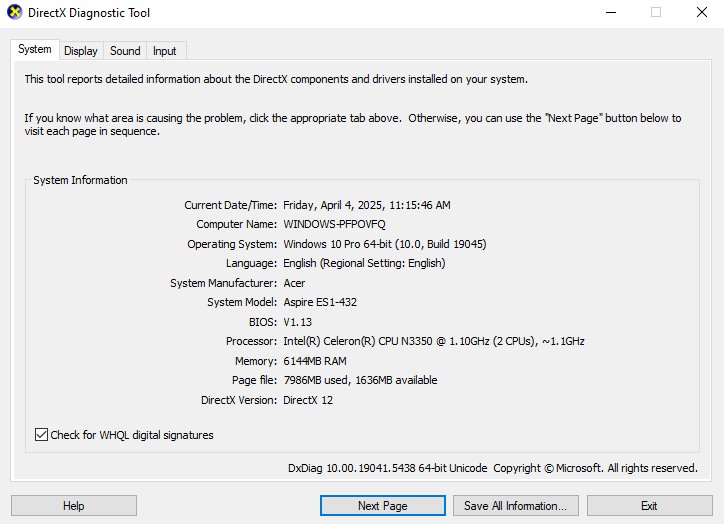 DirectX Diagnostic Tool
System Display Sound Input
This tool reports detailed information about the DirectX components and drivers installed on your system.
If you know what area is causing the problem, click the appropriate tab above. Otherwise, you can use the "Next Page" button below to
visit each page in sequence.
System Information
Current Date/Time: Friday, April 4, 2025, 11:15:46 AM
Computer Name: WINDOWS-PFPOVFQ
Operating System: Windows 10 Pro 64-bit (10.0, Build 19045)
Language: English (Regional Setting: English)
System Manufacturer: Acer
System Model: Aspire ES1-432
BIOS: V1.13
Processor: Intel(R) Celeron(R) CPU N3350 @ 1.10GHz (2 CPUs), ~1.1GHz
Memory: 6144MB RAM
Page file: 7986MB used, 1636MB available
DirectX Version: DirectX 12
Check for WHQL digital signatures
DxDiag 10.00.19041.5438 64-bit Unicode Copyright © Microsoft. All rights reserved.
Help Next Page Save All Information... Exit